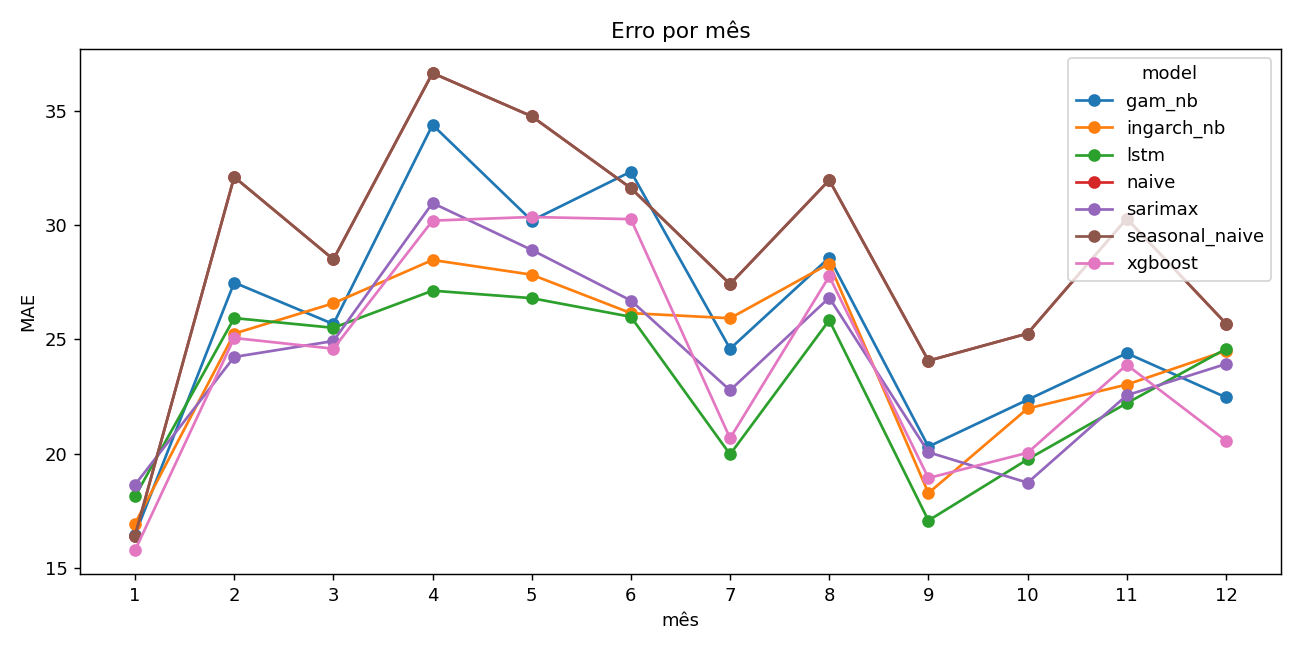 Erro por mês
MAE
35
30
25
20
15
1 2 3 4 5 6 7 8 9 10 11 12
mês
model
gam_nb
ingarch_nb
lstm
naive
sarimax
seasonal_naive
xgboost